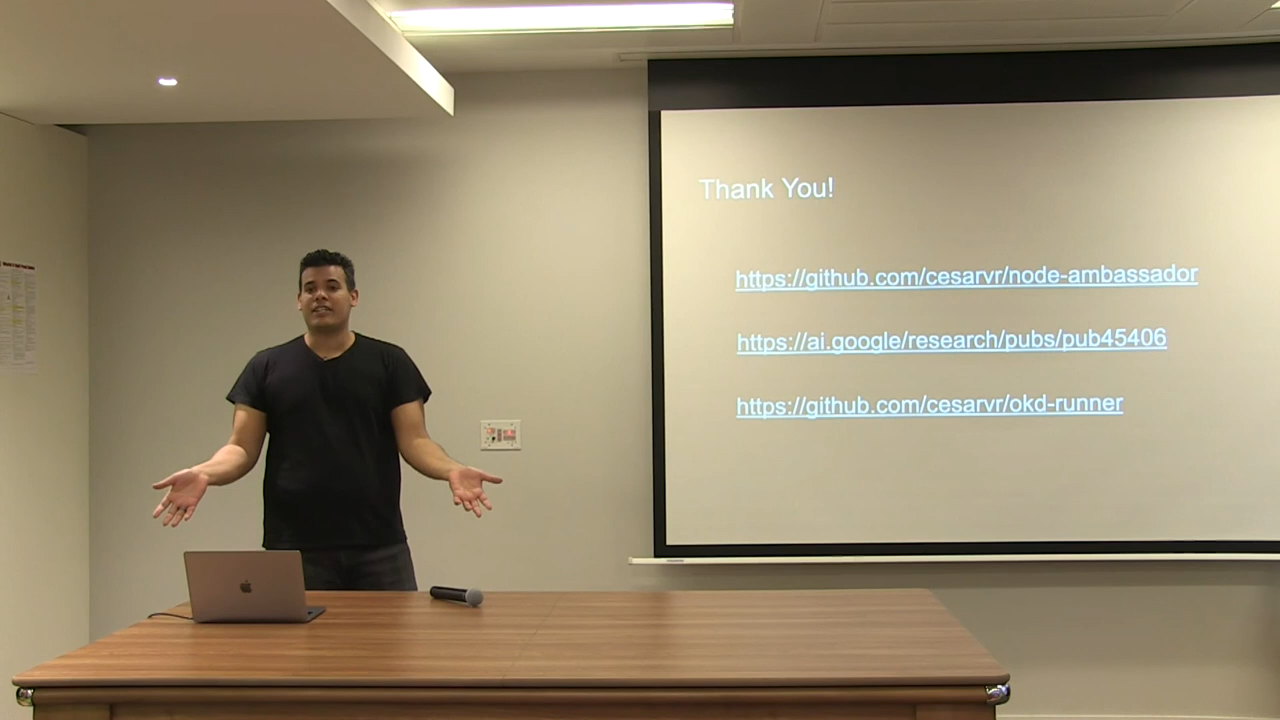 Thank You!
https://github.com/cesarvr/node-ambassador
https://ai.google/research/pubs/pub45406
https://github.com/cesarvr/okd-runner